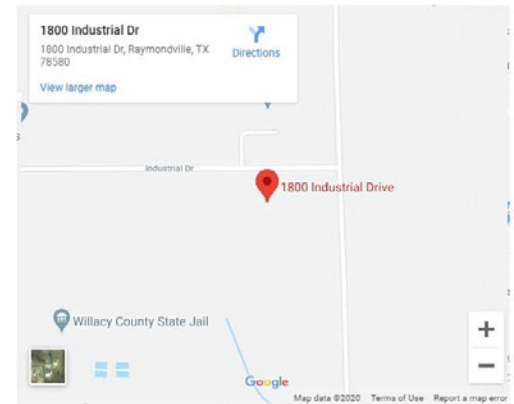 1800 Industrial Dr
1800 Industrial Dr, Raymondville, TX
78580
Directions
View larger map
Industrial Dr
1800 Industrial Drive
Willacy County State Jail
+
−
Google
Map data ©2020 Terms of Use Report a map error